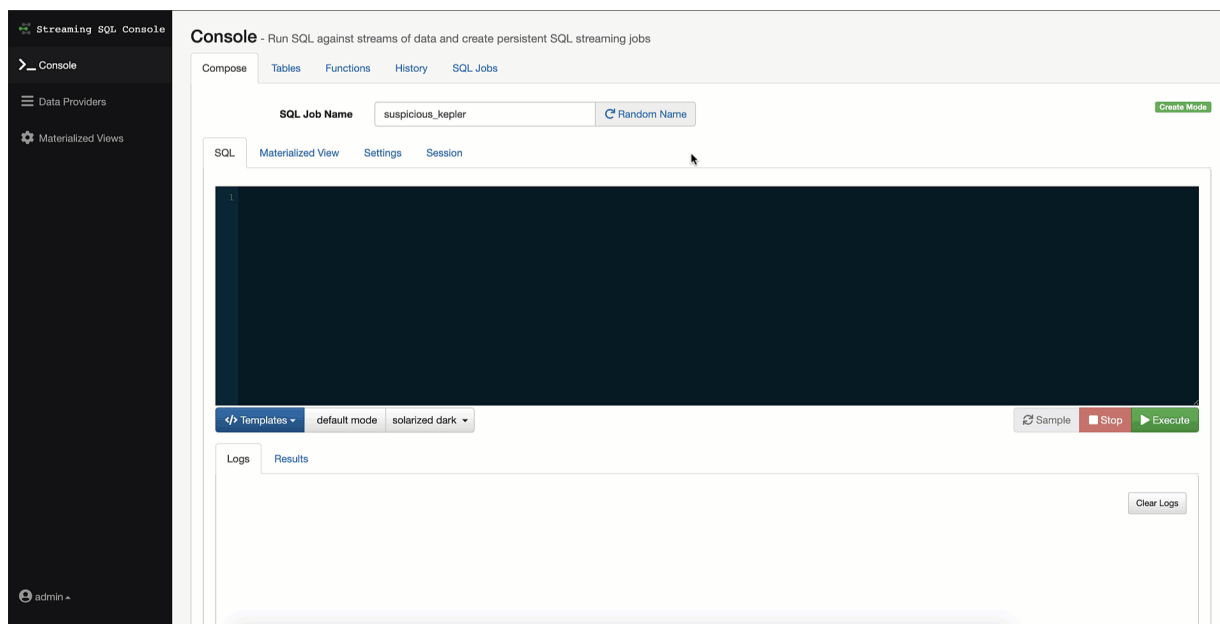 Streaming SQL Console
Console
Data Providers
Materialized Views
admin
Console - Run SQL against streams of data and create persistent SQL streaming jobs
Compose Tables Functions History SQL Jobs
SQL Job Name suspicious_kepler Random Name Create Mode
SQL Materialized View Settings Session
1
</> Templates default mode solarized dark Sample Stop Execute
Logs Results
Clear Logs